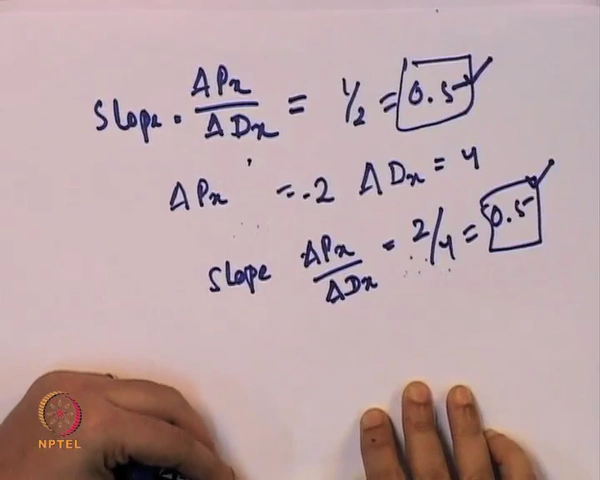 Slope = ΔPx/ΔDx = 1/2 = 0.5
ΔPx = 2 ΔDx = 4
Slope ΔPx/ΔDx = 2/4 = 0.5
NPTEL